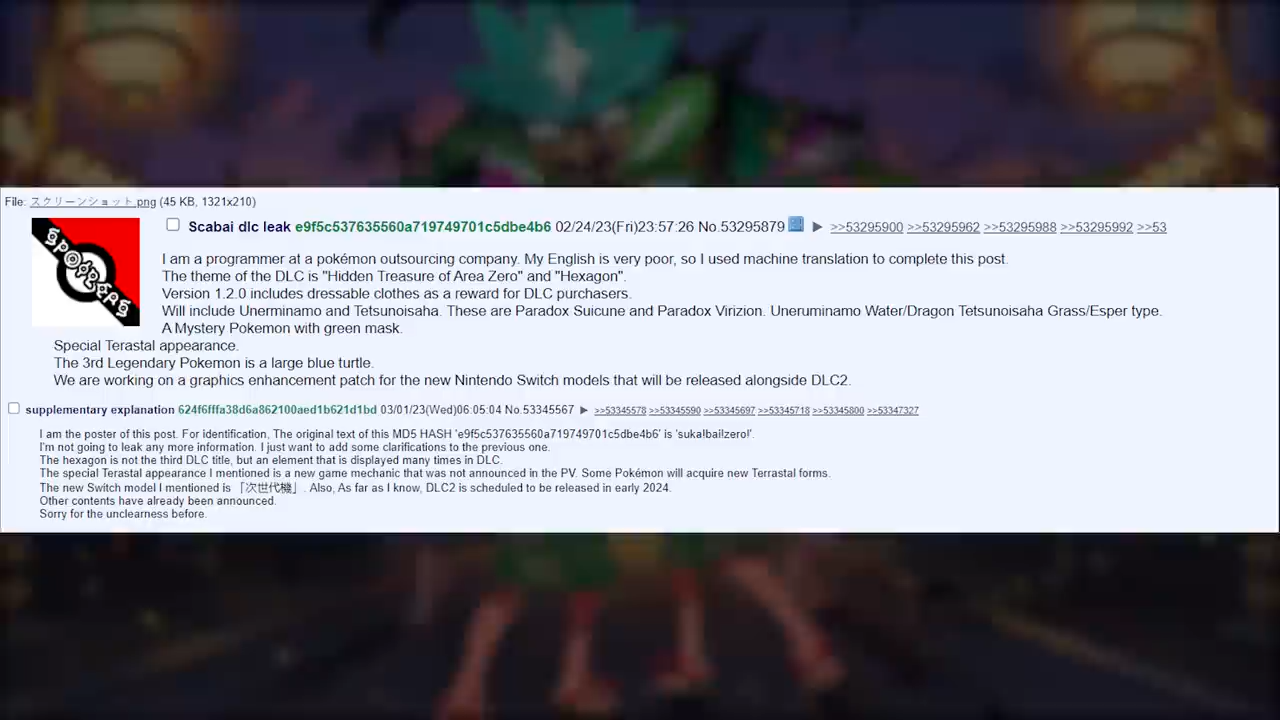 File: スクリーンショット.png (45 KB, 1321x210)
SPOILERS
Scabai dlc leak e9f5c537635560a719749701c5dbe4b6 02/24/23(Fri)23:57:26 No.53295879 ▶ >>53295900 >>53295962 >>53295988 >>53295992 >>53
I am a programmer at a pokémon outsourcing company. My English is very poor, so I used machine translation to complete this post.
The theme of the DLC is "Hidden Treasure of Area Zero" and "Hexagon".
Version 1.2.0 includes dressable clothes as a reward for DLC purchasers.
Will include Unerminamo and Tetsunoisaha. These are Paradox Suicune and Paradox Virizion. Uneruminamo Water/Dragon Tetsunoisaha Grass/Esper type.
A Mystery Pokemon with green mask.
Special Terastal appearance.
The 3rd Legendary Pokemon is a large blue turtle.
We are working on a graphics enhancement patch for the new Nintendo Switch models that will be released alongside DLC2.
supplementary explanation 624f6fffa38d6a862100aed1b621d1bd 03/01/23(Wed)06:05:04 No.53345567 ▶ >>53345578 >>53345590 >>53345697 >>53345718 >>53345800 >>53347327
I am the poster of this post. For identification, The original text of this MD5 HASH 'e9f5c537635560a719749701c5dbe4b6' is 'suka!bai!zero!'.
I'm not going to leak any more information. I just want to add some clarifications to the previous one.
The hexagon is not the third DLC title, but an element that is displayed many times in DLC.
The special Terastal appearance I mentioned is a new game mechanic that was not announced in the PV. Some Pokémon will acquire new Terrastal forms.
The new Switch model I mentioned is 「次世代機」. Also, As far as I know, DLC2 is scheduled to be released in early 2024.
Other contents have already been announced.
Sorry for the unclearness before.